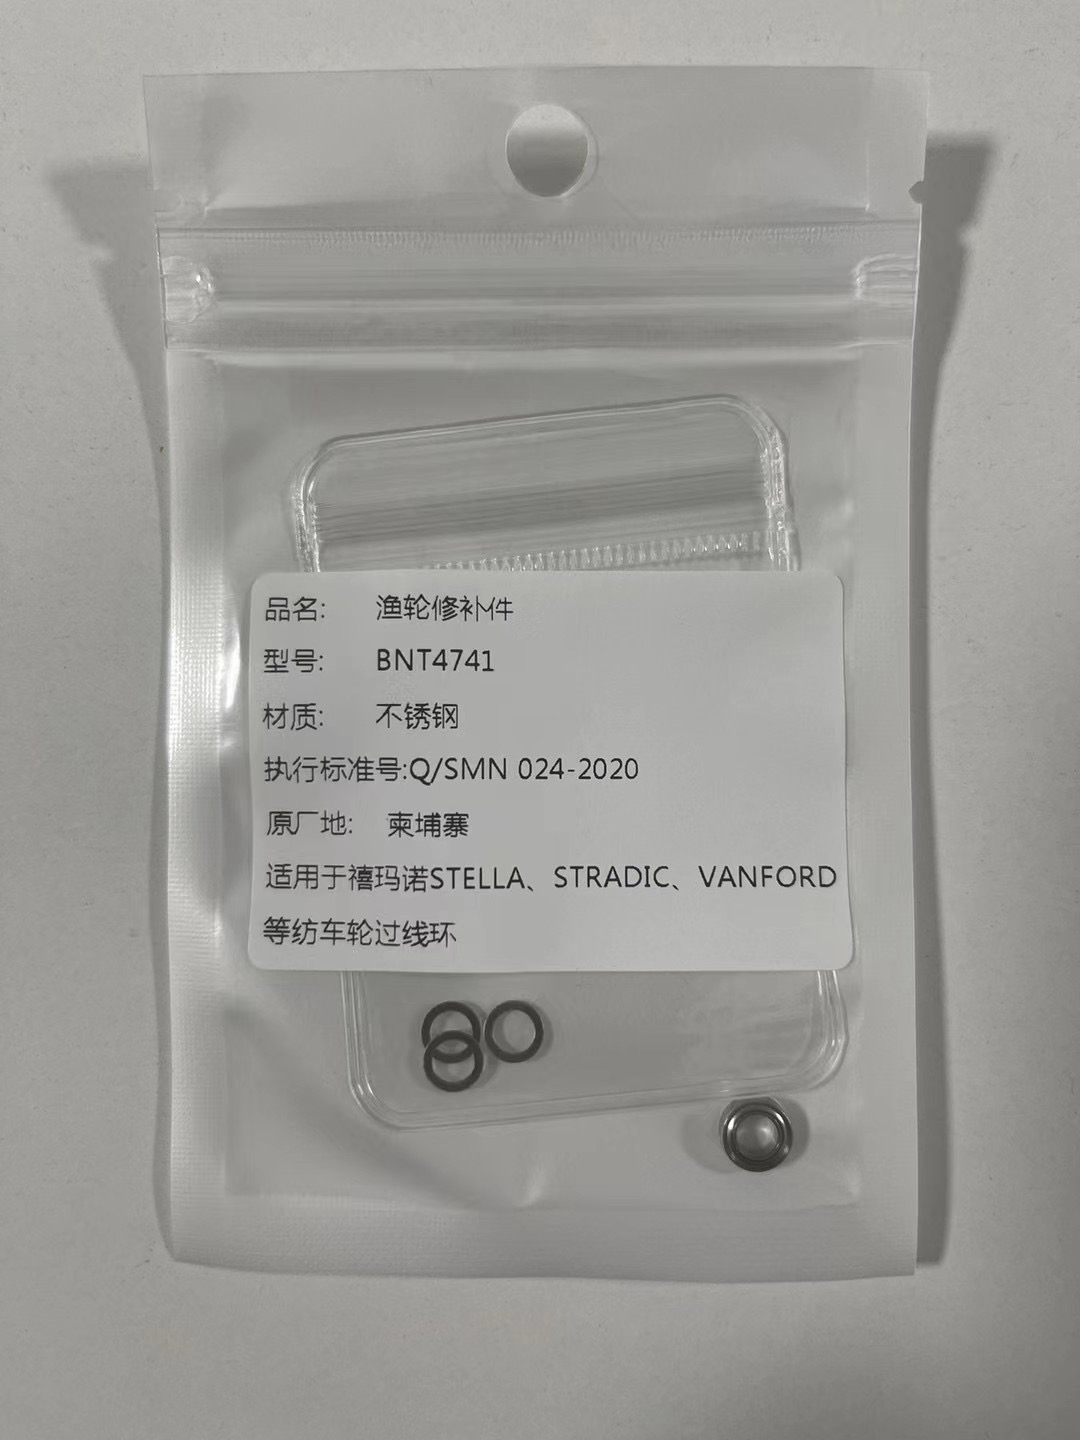 品名: 渔轮修补件
型号: BNT4741
材质: 不锈钢
执行标准号:Q/SMN 024-2020
原厂地: 柬埔寨
适用于禧玛诺STELLA、STRADIC、VANFORD
等纺车轮过线环